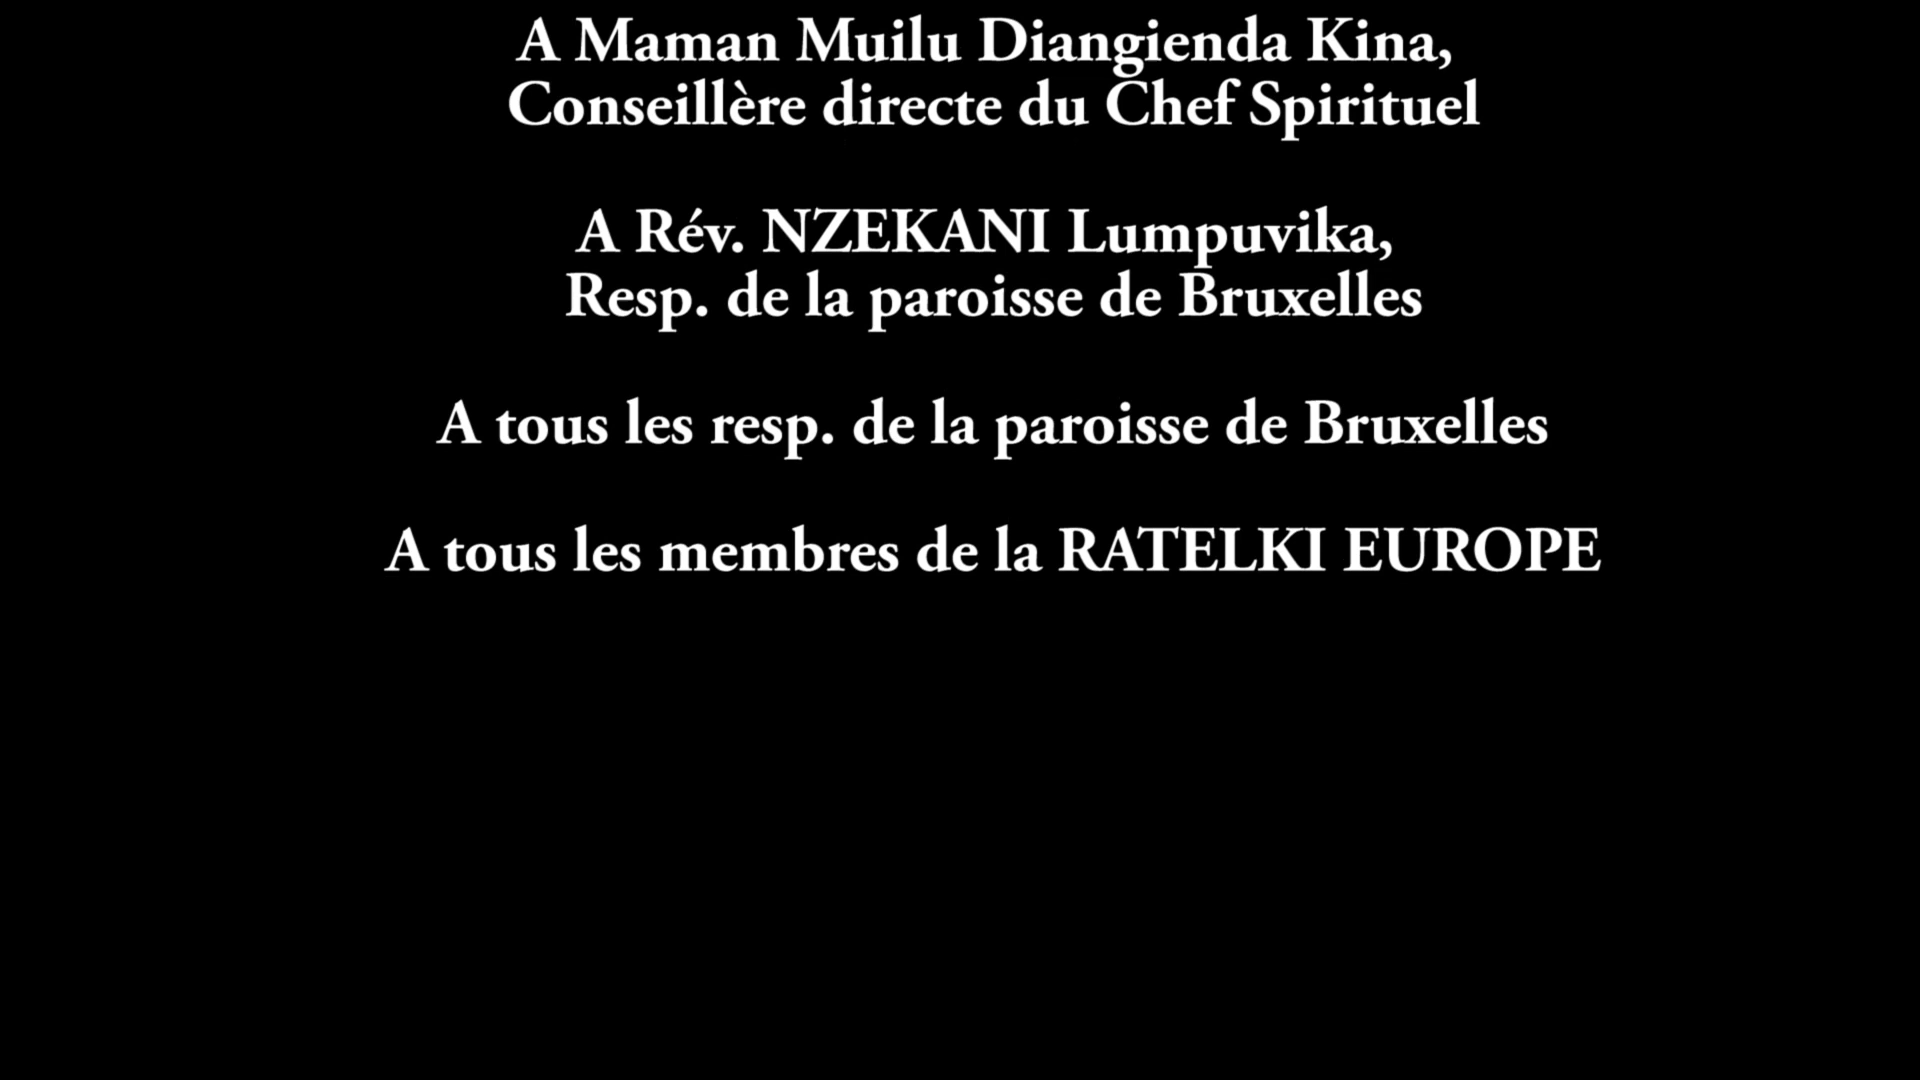 A Maman Muilu Diangienda Kina,
Conseillère directe du Chef Spirituel
A Rév. NZEKANI Lumpuvika,
Resp. de la paroisse de Bruxelles
A tous les resp. de la paroisse de Bruxelles
A tous les membres de la RATELKI EUROPE